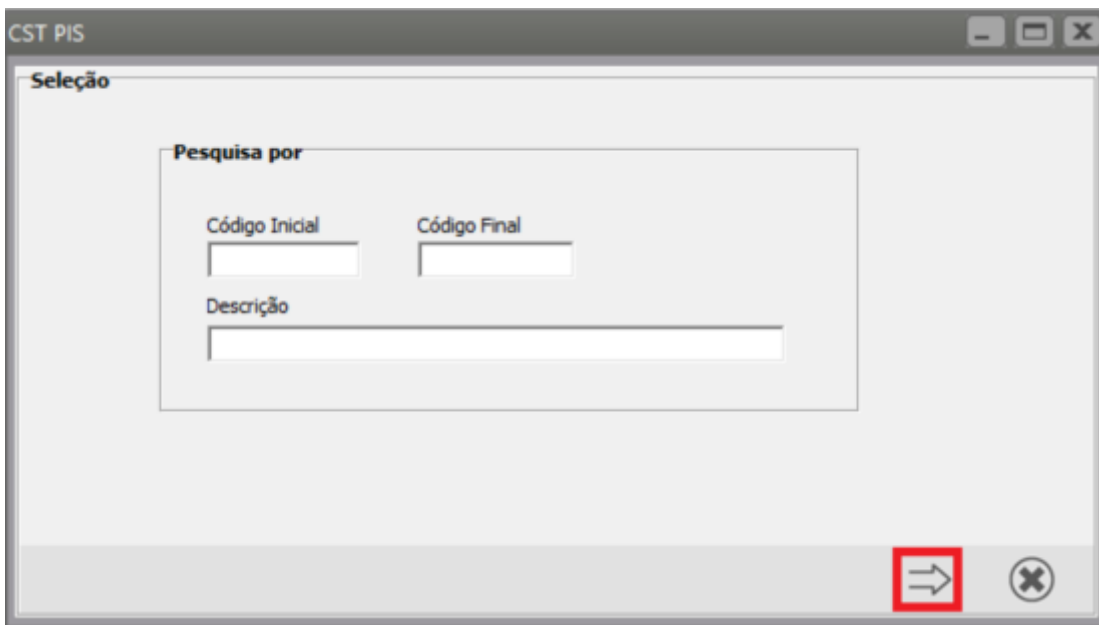 CST PIS
Seleção
Pesquisa por
Código Inicial Código Final
Descrição